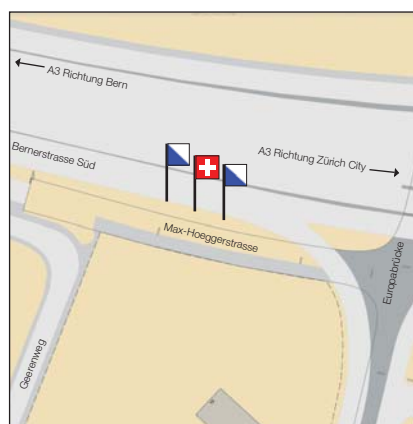 A3 Richtung Bern
A3 Richtung Zürich City
Bernerstrasse Süd
Max-Hoeggerstrasse
Europabrücke
Geerenweg